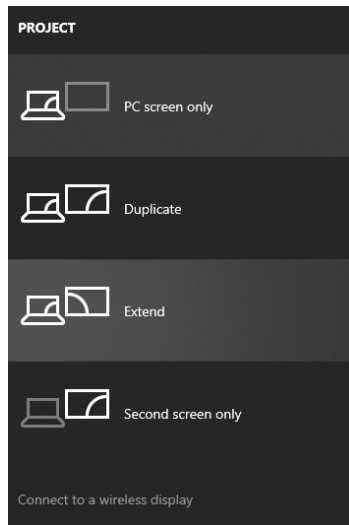 PROJECT
PC screen only
Duplicate
Extend
Second screen only
Connect to a wireless display